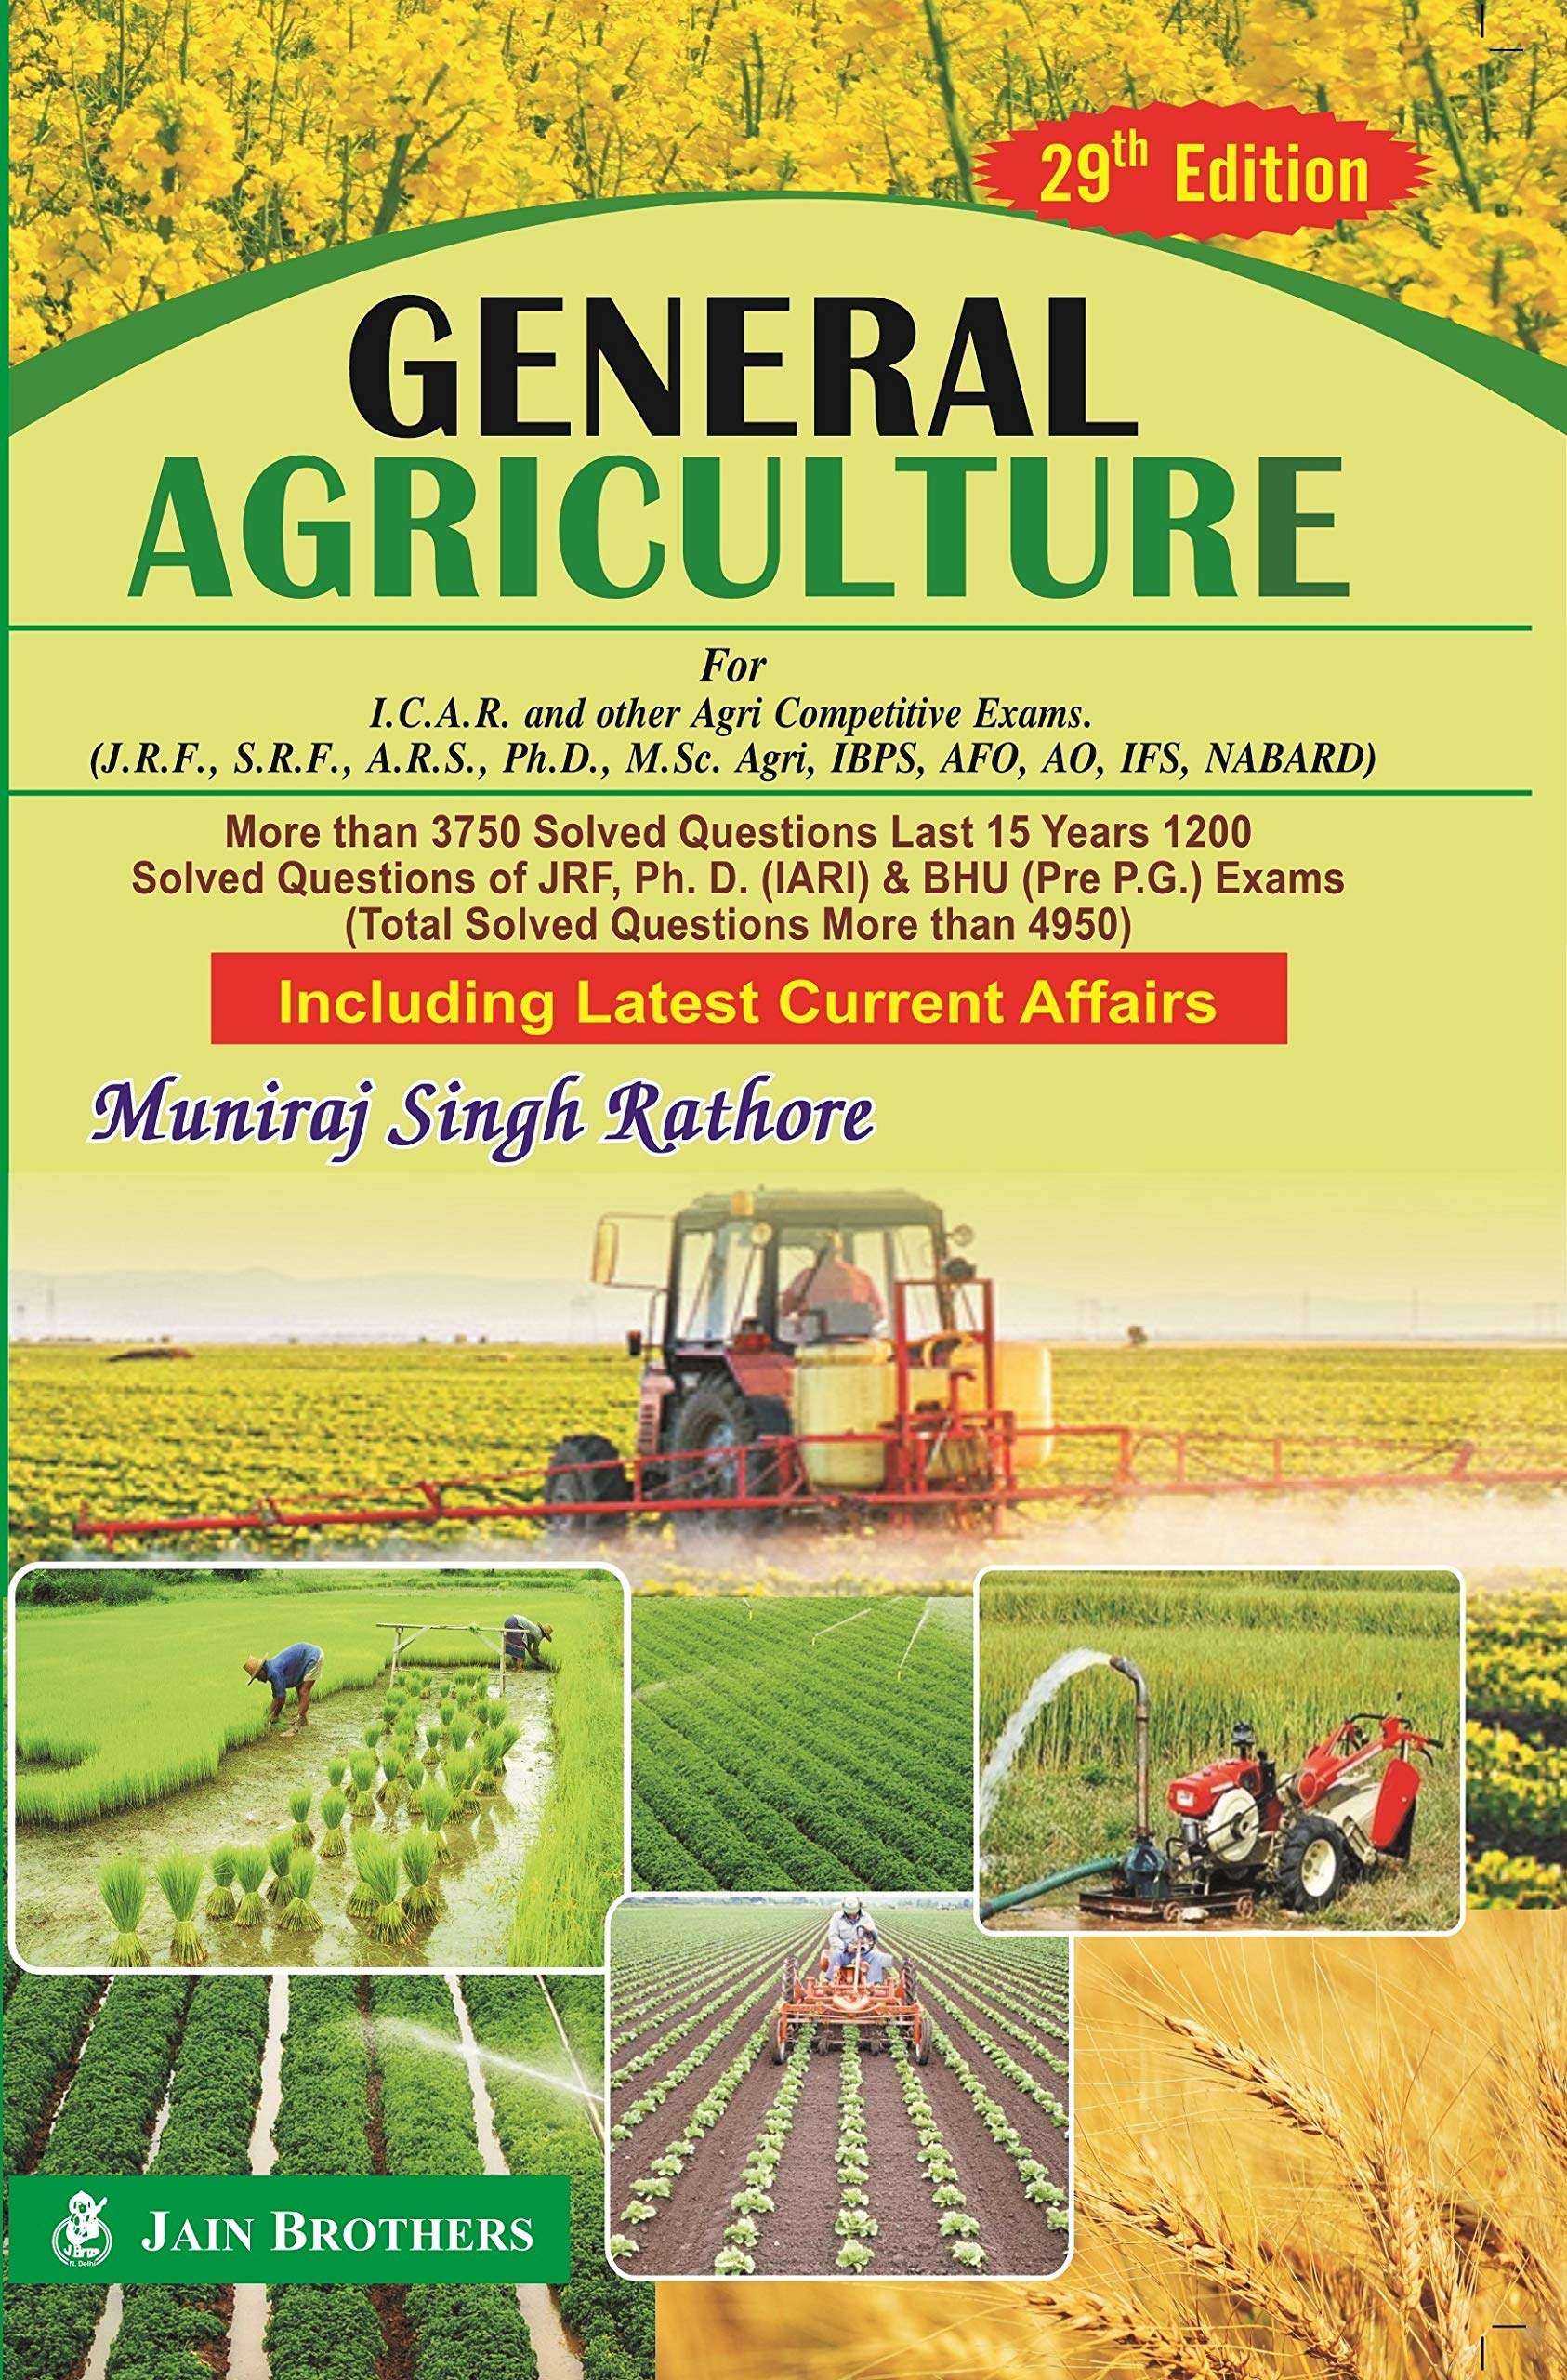 29th Edition
GENERAL
AGRICULTURE
For
I.C.A.R. and other Agri Competitive Exams.
(J.R.F., S.R.F., A.R.S., Ph.D., M.Sc. Agri, IBPS, AFO, AO, IFS, NABARD)
More than 3750 Solved Questions Last 15 Years 1200
Solved Questions of JRF, Ph. D. (IARI) & BHU (Pre P.G.) Exams
(Total Solved Questions More than 4950)
Including Latest Current Affairs
Muniraj Singh Rathore
JAIN BROTHERS
N. Delhi